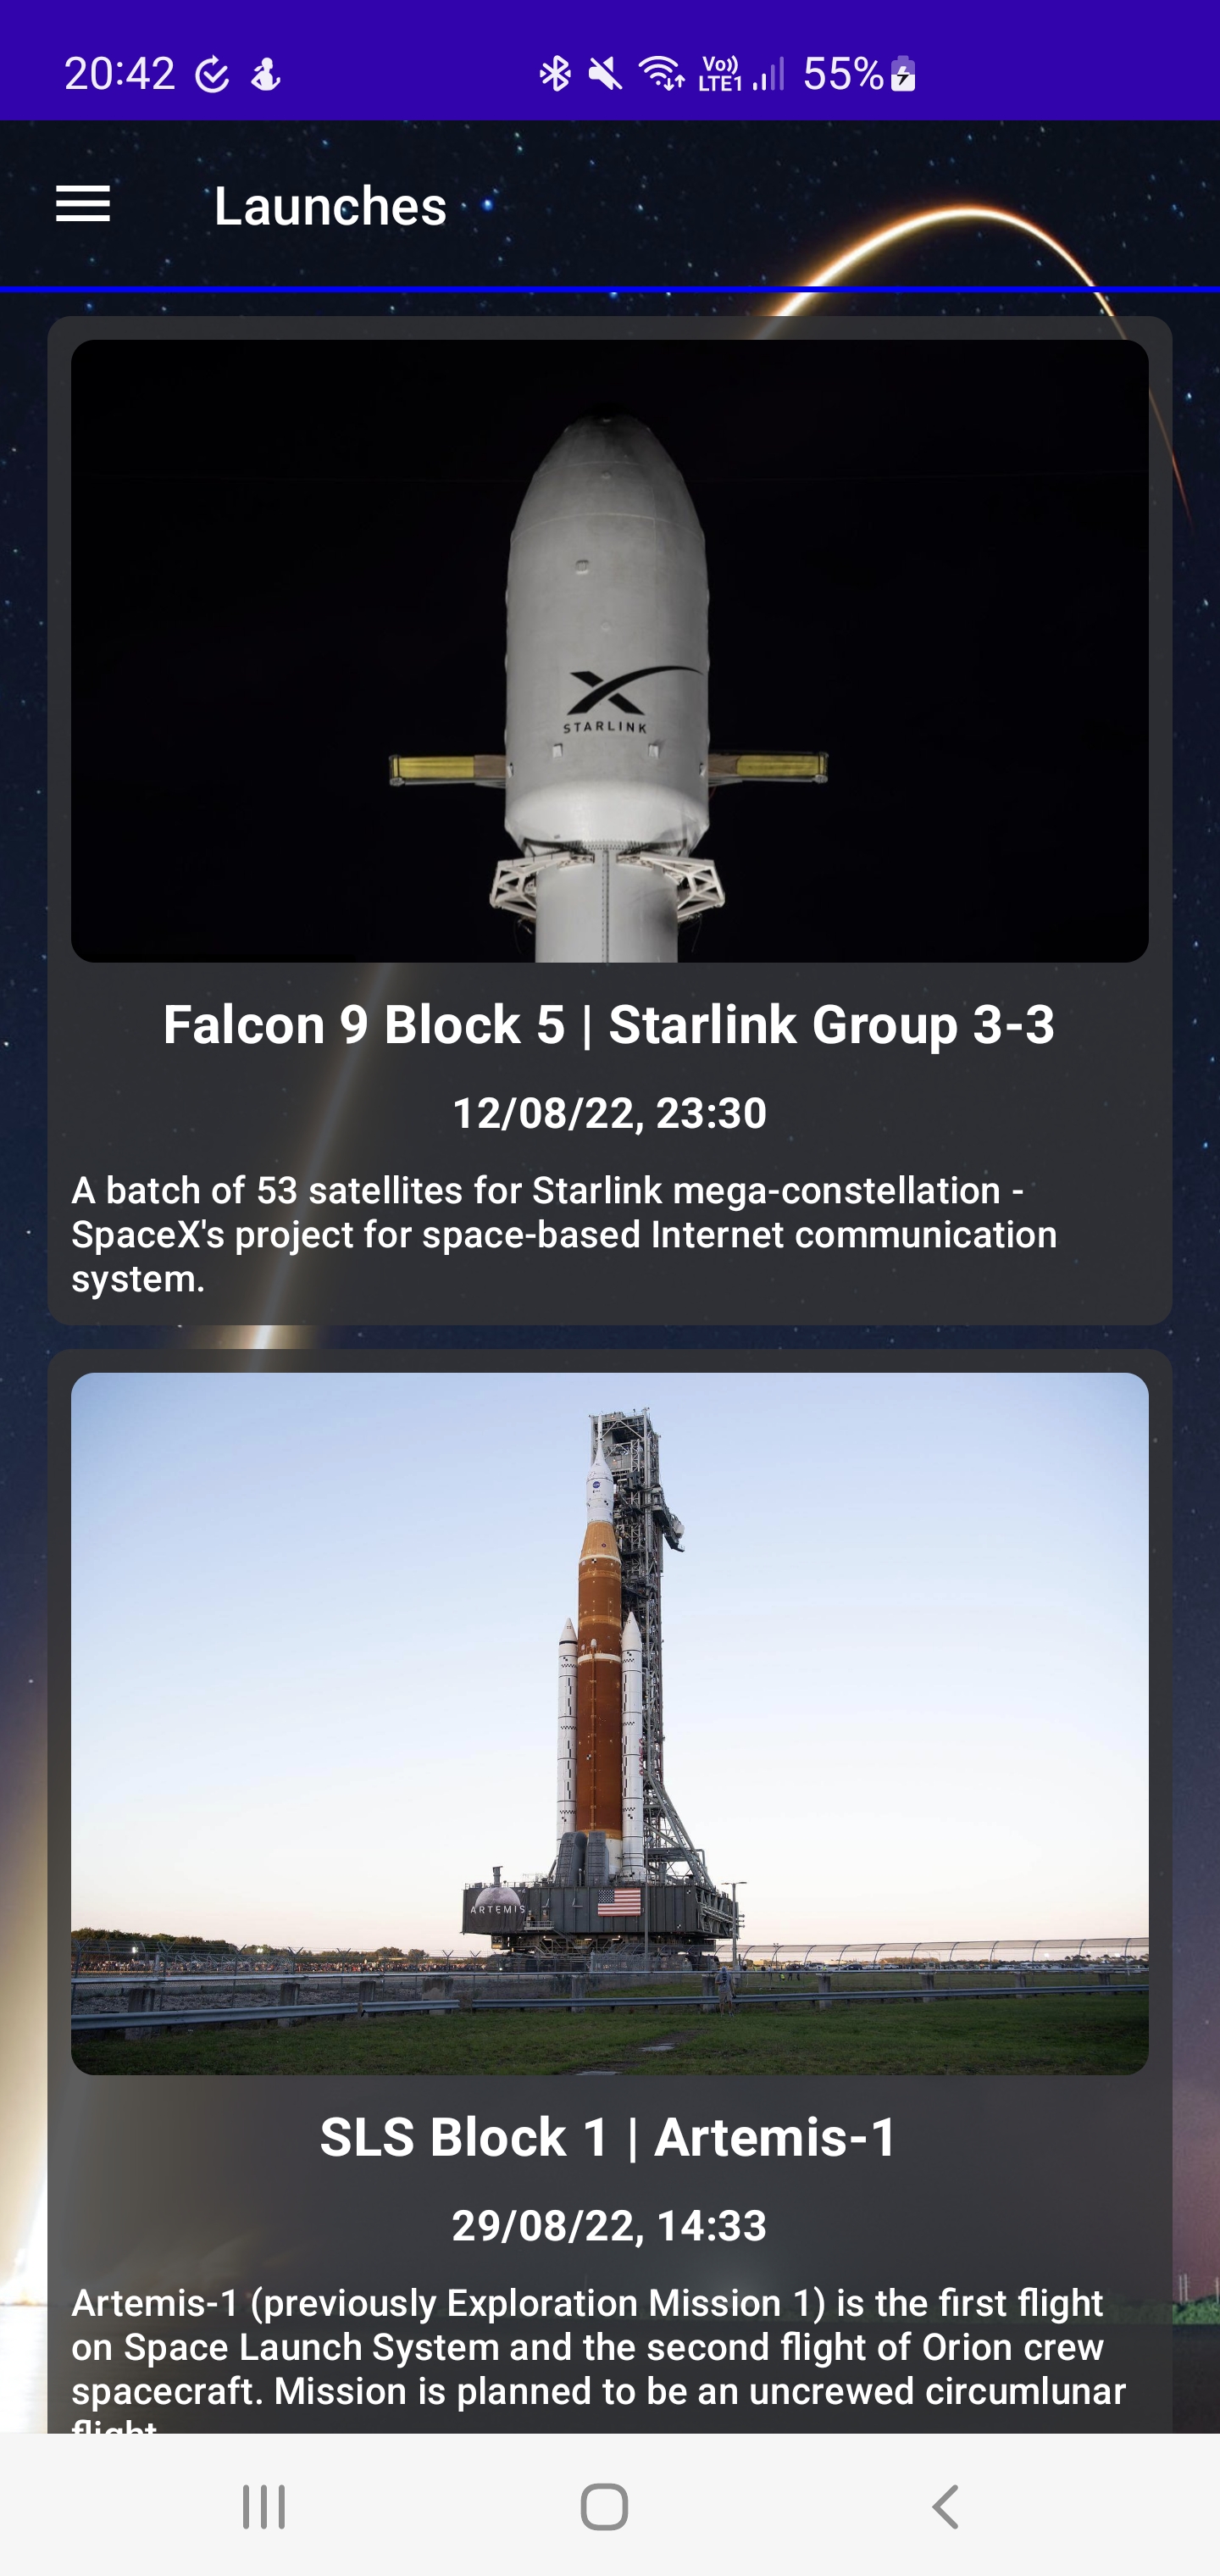 20:42
Vo))
LTE1
55%
Launches
STARLINK
Falcon 9 Block 5 | Starlink Group 3-3
12/08/22, 23:30
A batch of 53 satellites for Starlink mega-constellation -
SpaceX's project for space-based Internet communication
system.
ARTEMIS
SLS Block 1 | Artemis-1
29/08/22, 14:33
Artemis-1 (previously Exploration Mission 1) is the first flight
on Space Launch System and the second flight of Orion crew
spacecraft. Mission is planned to be an uncrewed circumlunar
flight